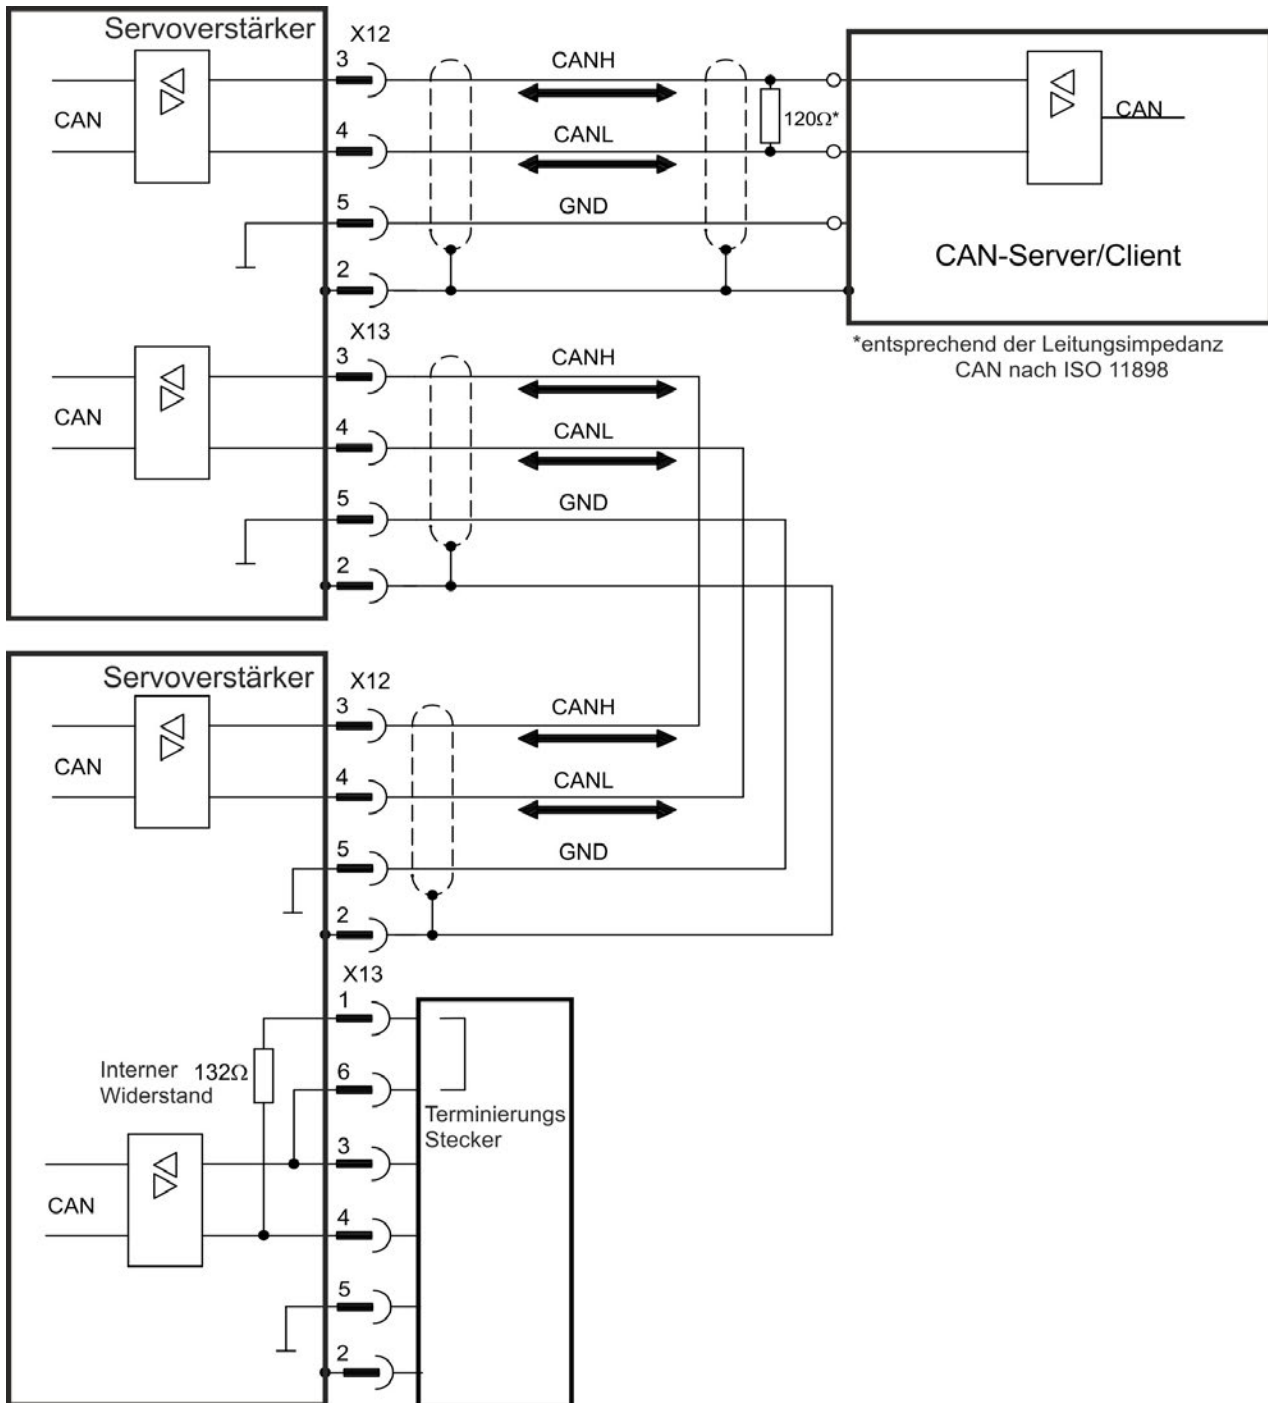 Servoverstärker
X12
3
CANH
CAN
120Ω*
CAN
4
CANL
5
GND
2
CAN-Server/Client
*entsprechend der Leitungsimpedanz
CAN nach ISO 11898
X13
3
CANH
CAN
4
CANL
5
GND
2
Servoverstärker
X12
3
CANH
CAN
4
CANL
5
GND
2
X13
1
Interner
Widerstand
132Ω
6
Terminierungs
Stecker
3
CAN
4
5
2